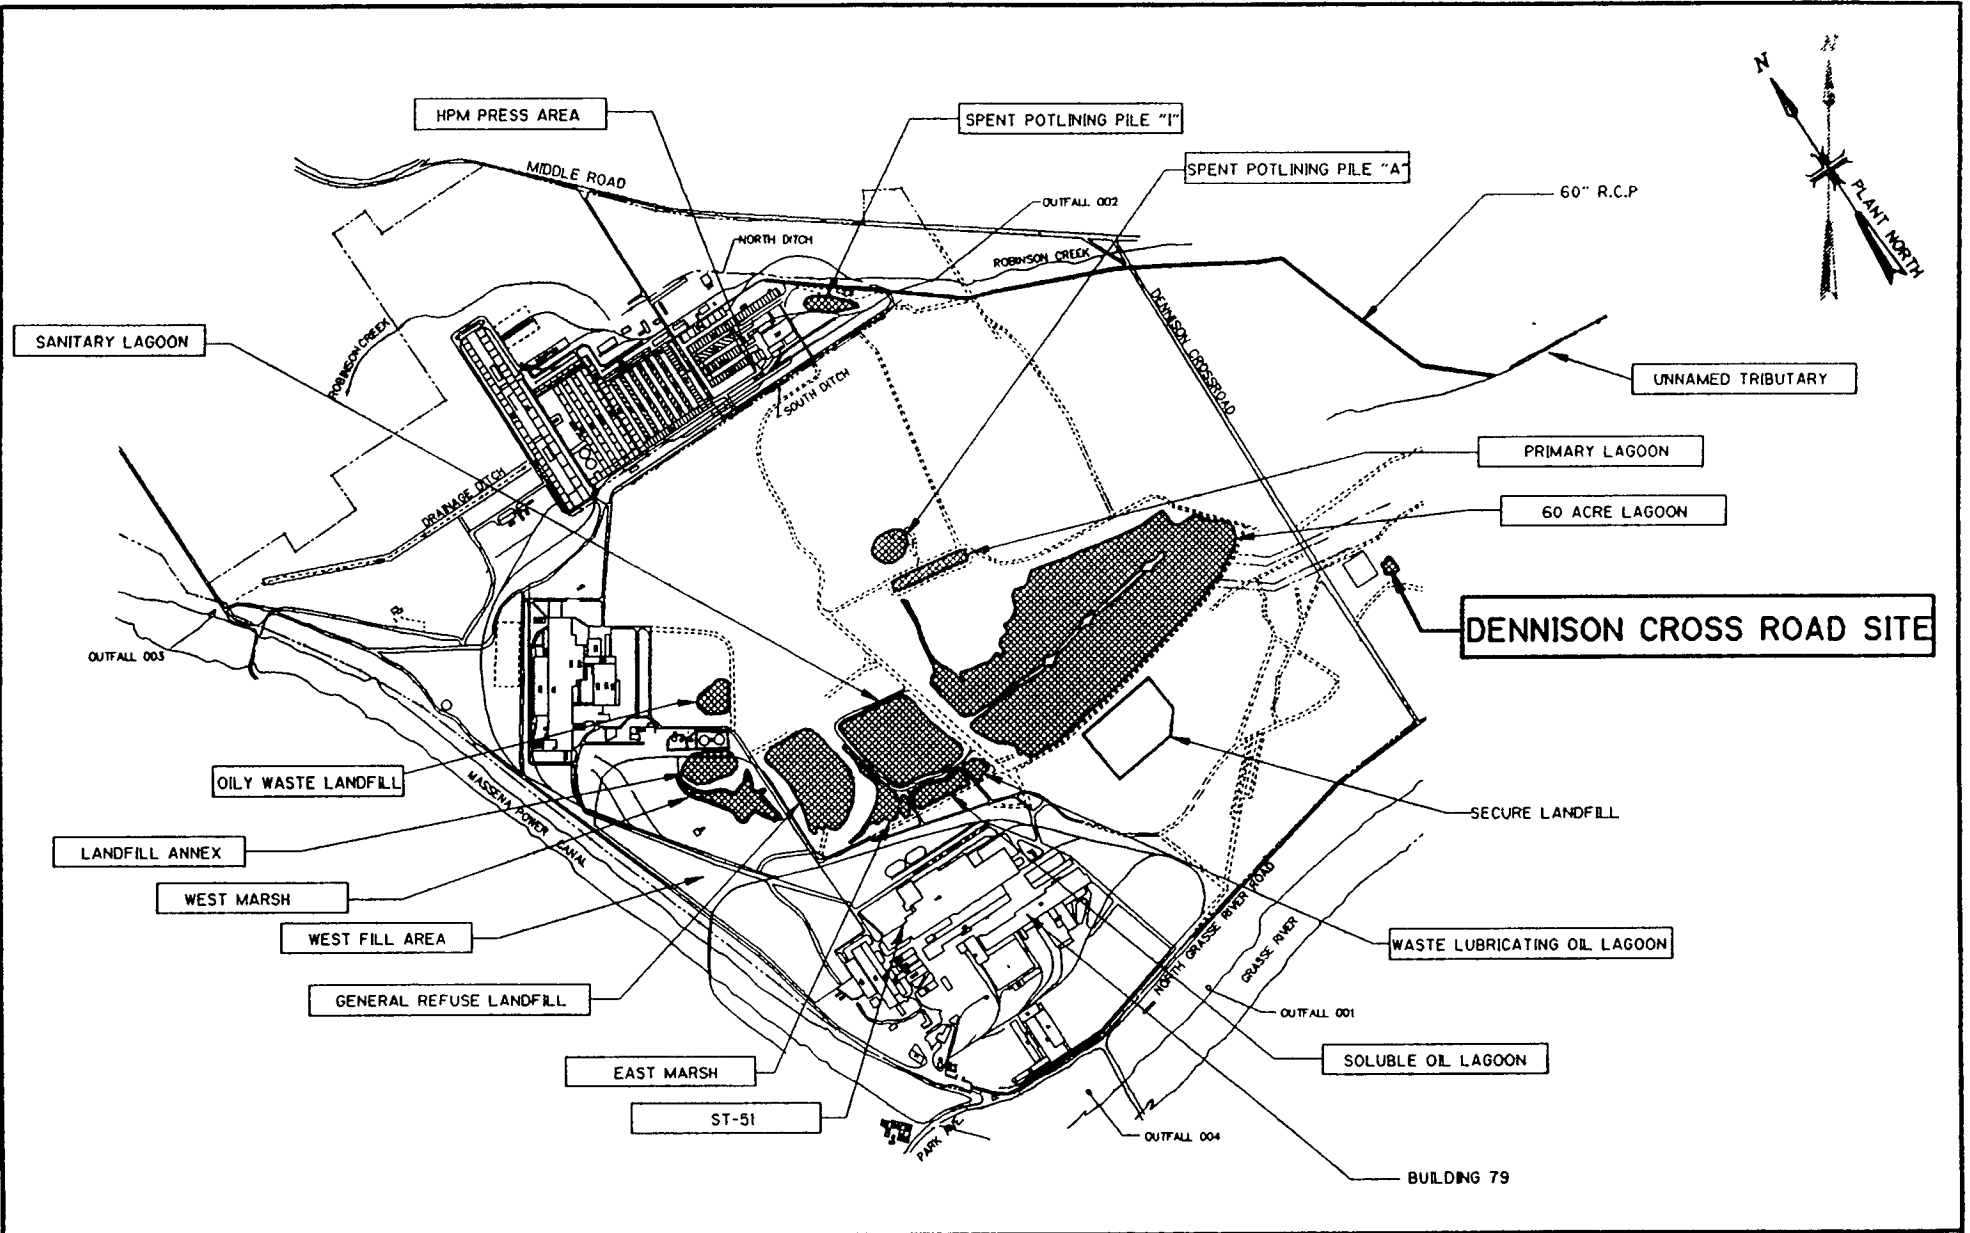 N
N
PLANT NORTH
HPM PRESS AREA
SPENT POTLINING PILE "I"
SPENT POTLINING PILE "A"
MIDDLE ROAD
60" R.C.P
OUTFALL 002
NORTH DITCH
ROBINSON CREEK
SANITARY LAGOON
ROBINSON CREEK
DENNISON CROSSROAD
UNNAMED TRIBUTARY
SOUTH DITCH
PRIMARY LAGOON
DRAINAGE DITCH
60 ACRE LAGOON
DENNISON CROSS ROAD SITE
OUTFALL 003
OILY WASTE LANDFILL
MASSENA POWER CANAL
SECURE LANDFILL
LANDFILL ANNEX
WEST MARSH
WEST FILL AREA
NORTH GRASSE RIVER ROAD
GRASSE RIVER
WASTE LUBRICATING OIL LAGOON
GENERAL REFUSE LANDFILL
OUTFALL 001
EAST MARSH
SOLUBLE OIL LAGOON
ST-51
PARK AVE.
OUTFALL 004
BUILDING 79